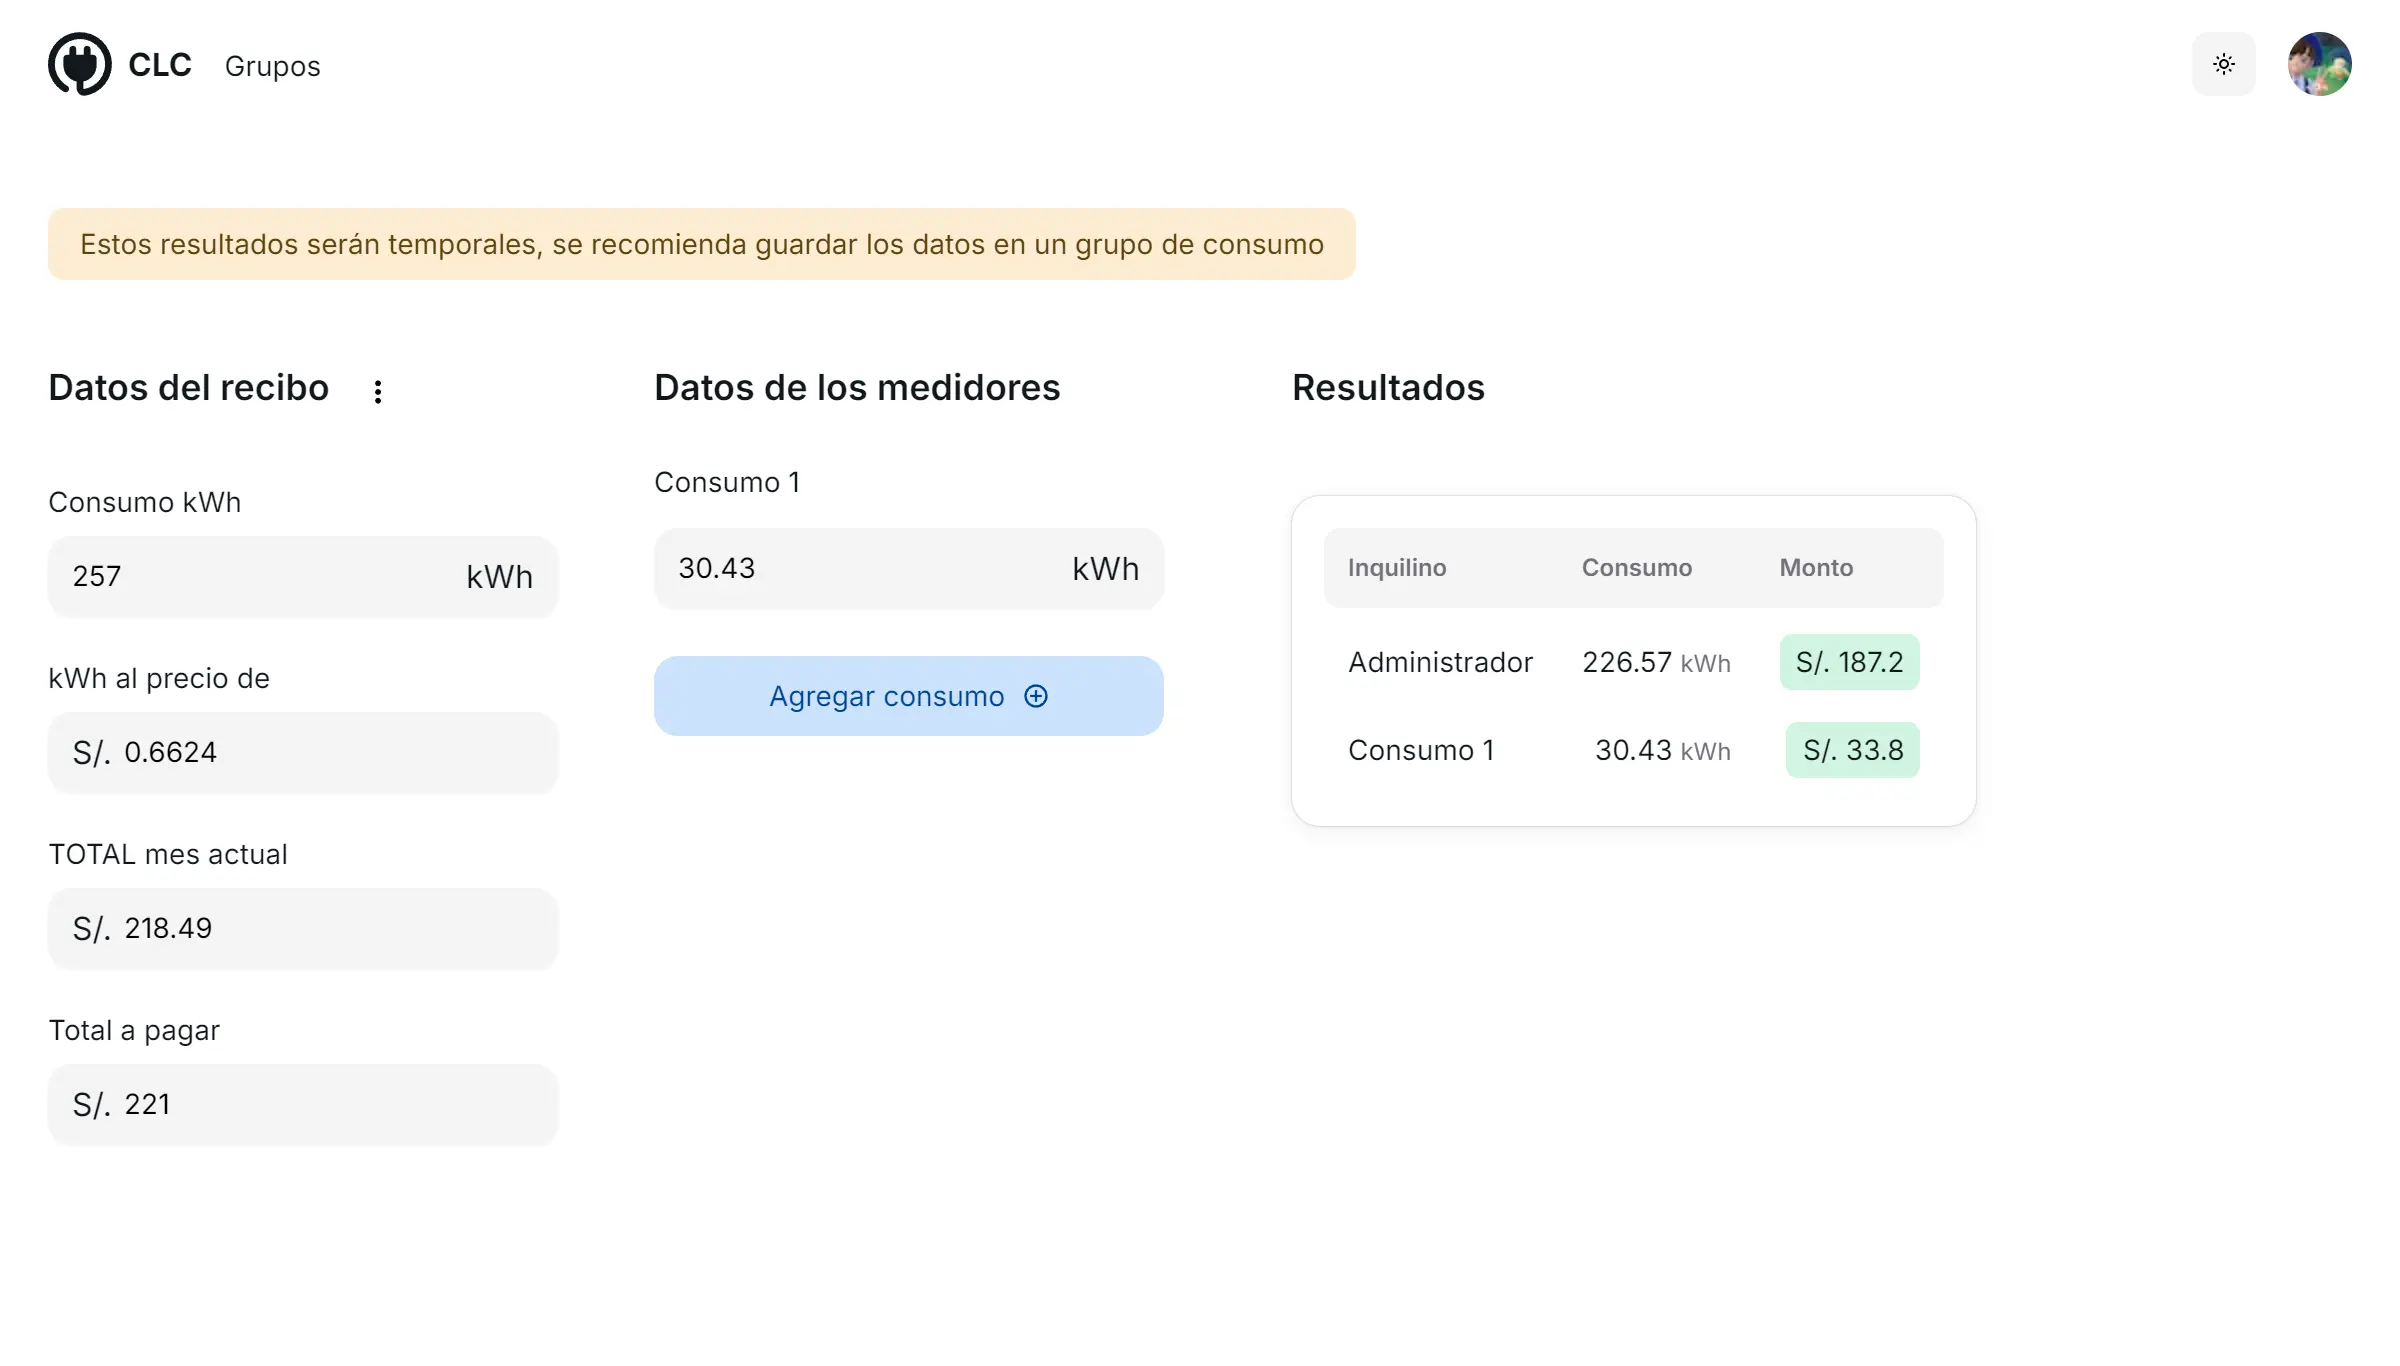 CLC
Grupos
Estos resultados serán temporales, se recomienda guardar los datos en un grupo de consumo
Datos del recibo
Consumo kWh
257 kWh
kWh al precio de
S/. 0.6624
TOTAL mes actual
S/. 218.49
Total a pagar
S/. 221
Datos de los medidores
Consumo 1
30.43 kWh
Agregar consumo
Resultados
Inquilino Consumo Monto
Administrador 226.57 kWh S/. 187.2
Consumo 1 30.43 kWh S/. 33.8